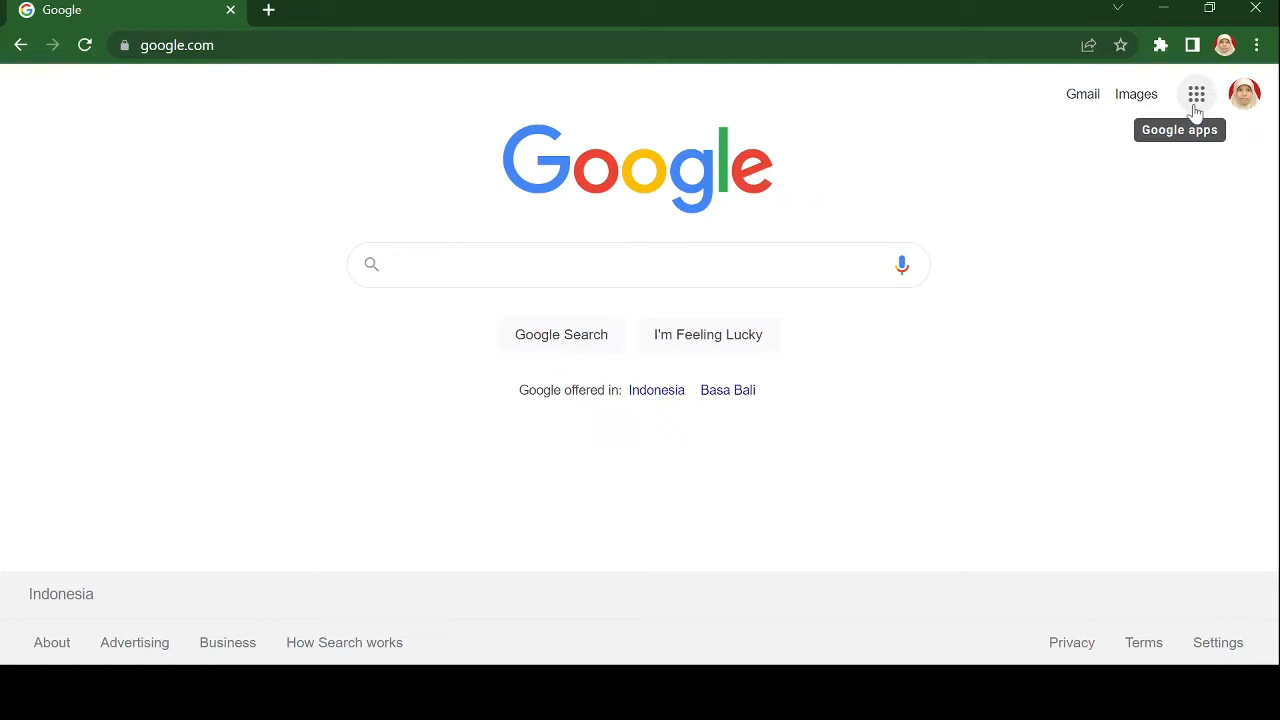 Google
google.com
Gmail Images
Google apps
Google
Google Search I'm Feeling Lucky
Google offered in: Indonesia Basa Bali
Indonesia
About Advertising Business How Search works Privacy Terms Settings